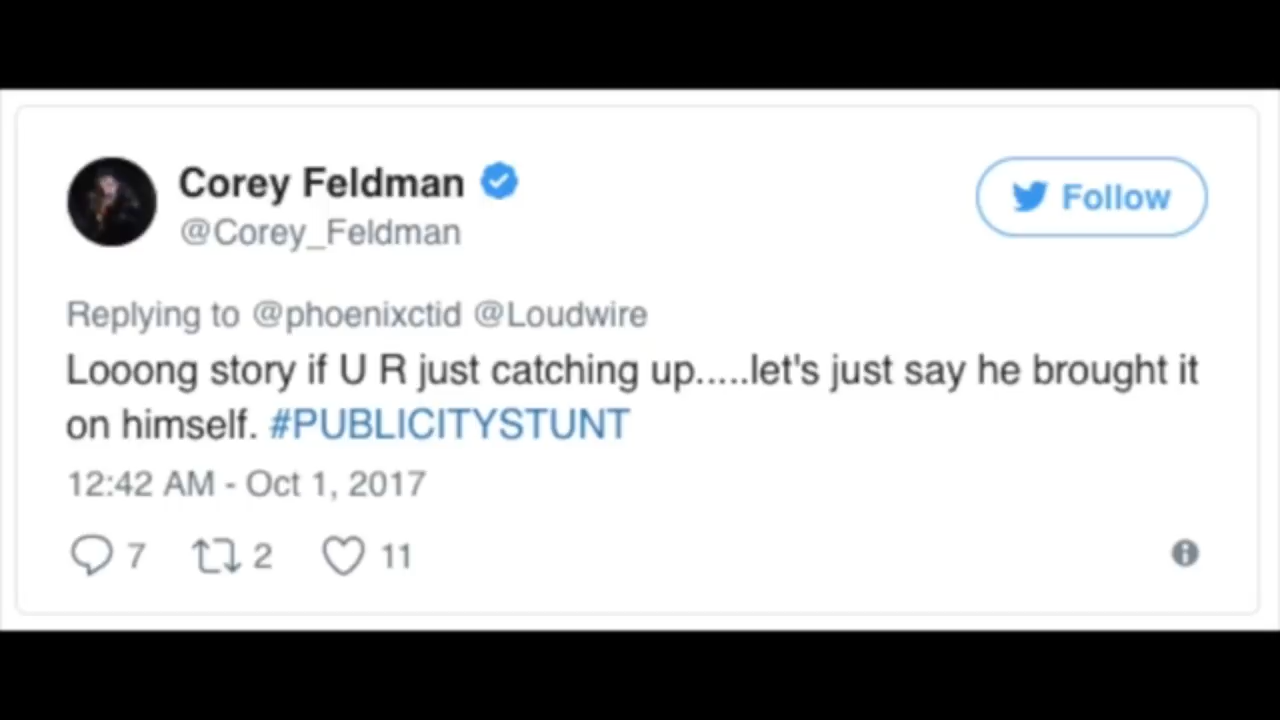 Corey Feldman
@Corey_Feldman
Follow
Replying to @phoenixctid @Loudwire
Looong story if U R just catching up.....let's just say he brought it
on himself. #PUBLICITYSTUNT
12:42 AM - Oct 1, 2017
7 2 11